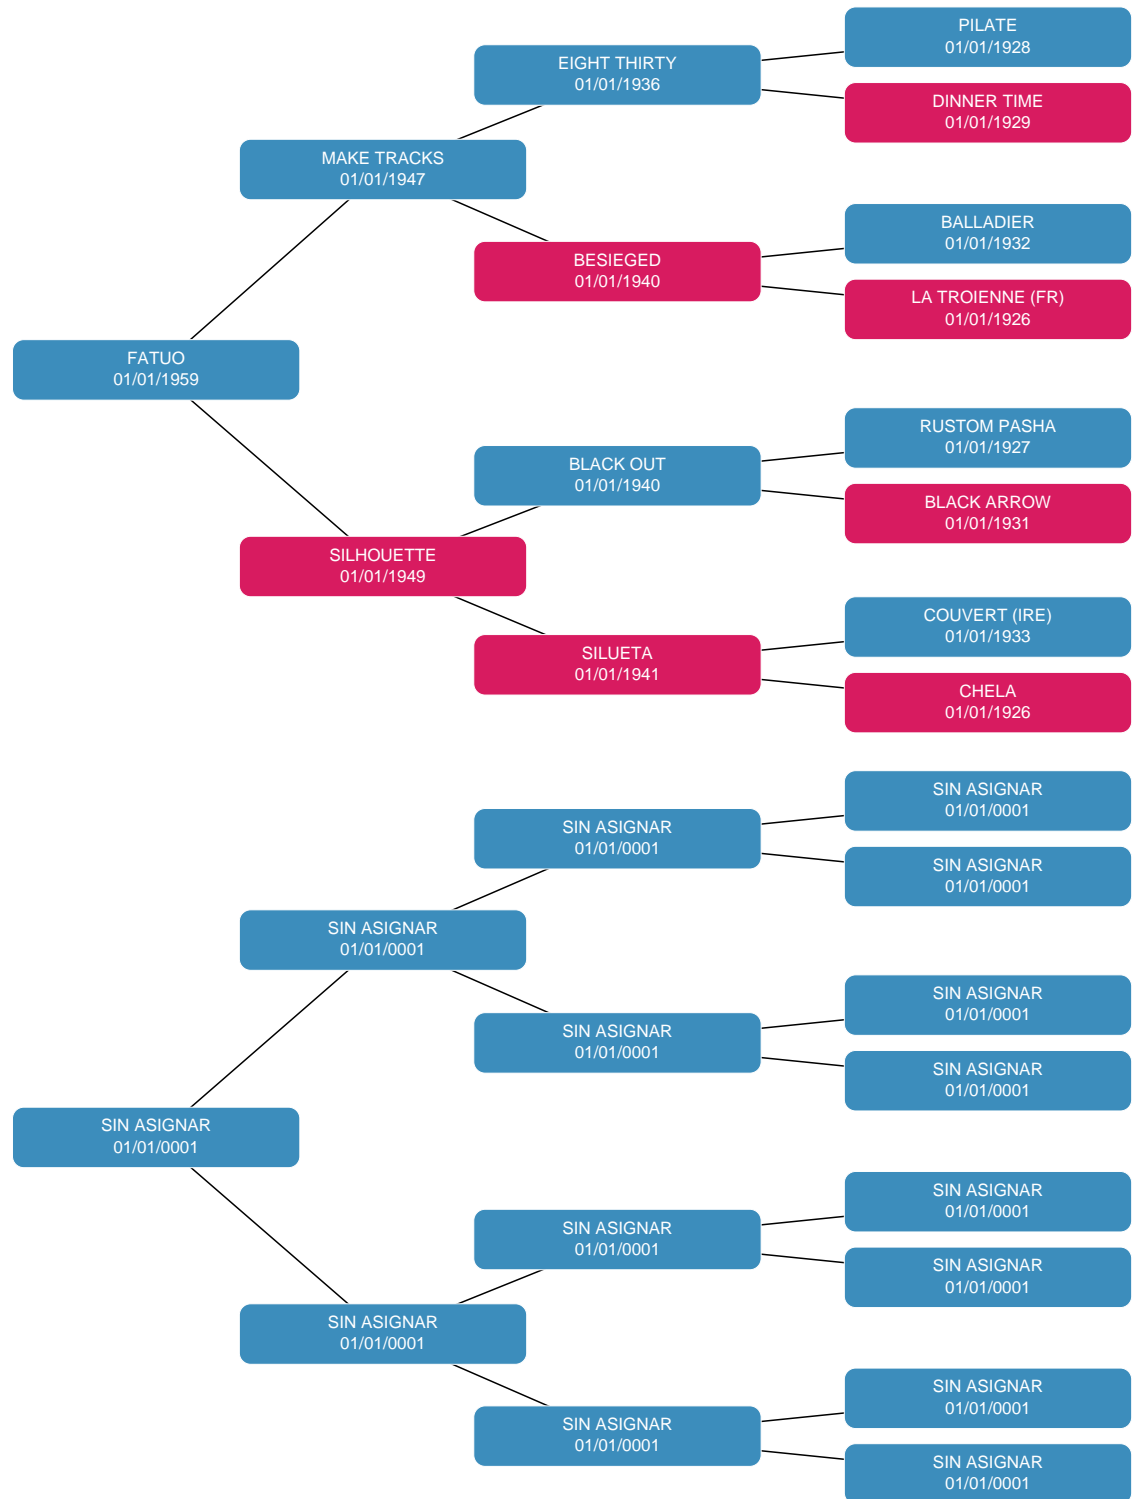 PILATE
01/01/1928
EIGHT THIRTY
01/01/1936
DINNER TIME
01/01/1929
MAKE TRACKS
01/01/1947
BALLADIER
01/01/1932
BESIEGED
01/01/1940
LA TROIENNE (FR)
01/01/1926
FATUO
01/01/1959
RUSTOM PASHA
01/01/1927
BLACK OUT
01/01/1940
BLACK ARROW
01/01/1931
SILHOUETTE
01/01/1949
COUVERT (IRE)
01/01/1933
SILUETA
01/01/1941
CHELA
01/01/1926
SIN ASIGNAR
01/01/0001
SIN ASIGNAR
01/01/0001
SIN ASIGNAR
01/01/0001
SIN ASIGNAR
01/01/0001
SIN ASIGNAR
01/01/0001
SIN ASIGNAR
01/01/0001
SIN ASIGNAR
01/01/0001
SIN ASIGNAR
01/01/0001
SIN ASIGNAR
01/01/0001
SIN ASIGNAR
01/01/0001
SIN ASIGNAR
01/01/0001
SIN ASIGNAR
01/01/0001
SIN ASIGNAR
01/01/0001
SIN ASIGNAR
01/01/0001
SIN ASIGNAR
01/01/0001